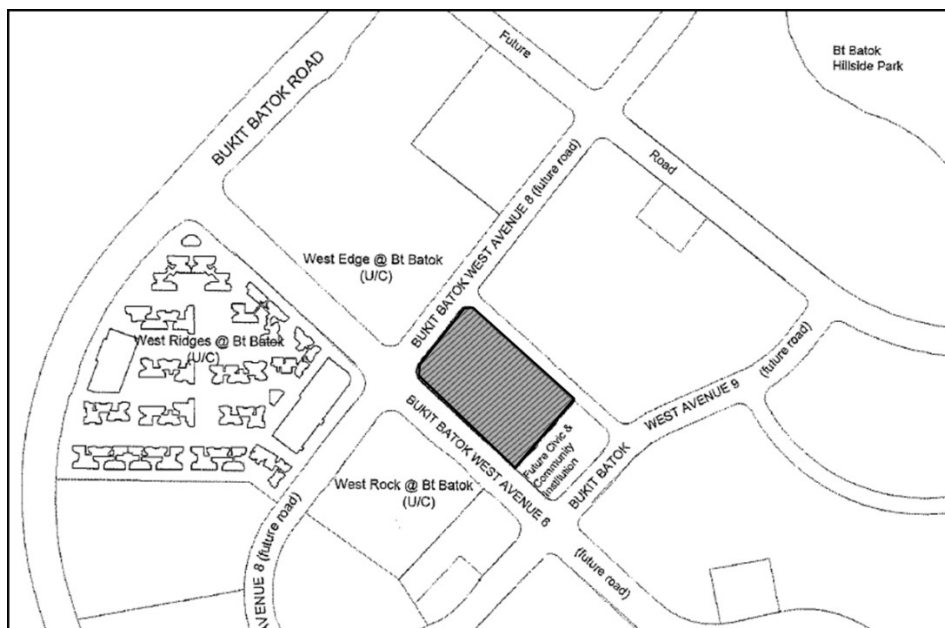 Future
Bt Batok
Hillside Park
BUKIT BATOK ROAD
Road
BUKIT BATOK WEST AVENUE 8 (future road)
West Edge @ Bt Batok
(U/C)
West Ridges @ Bt Batok
(U/C)
WEST AVENUE 9
(future road)
BUKIT BATOK WEST AVENUE 6
Future Civic &
Community
Institution
BUKIT BATOK
West Rock @ Bt Batok
(U/C)
AVENUE 8 (future road)
(future road)